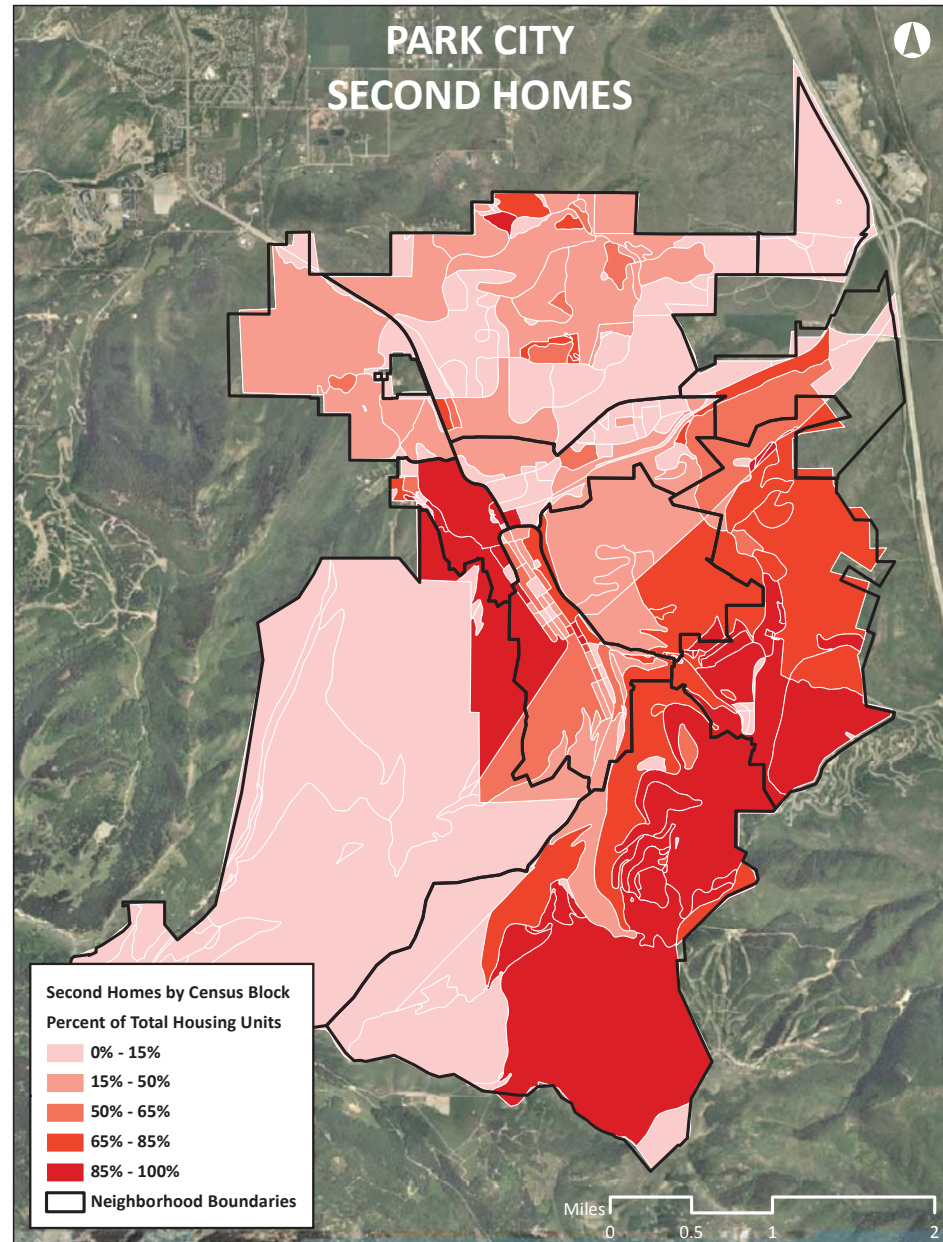 PARK CITY
SECOND HOMES
Second Homes by Census Block
Percent of Total Housing Units
0% - 15%
15% - 50%
50% - 65%
65% - 85%
85% - 100%
Neighborhood Boundaries
Miles
0 0.5 1 2